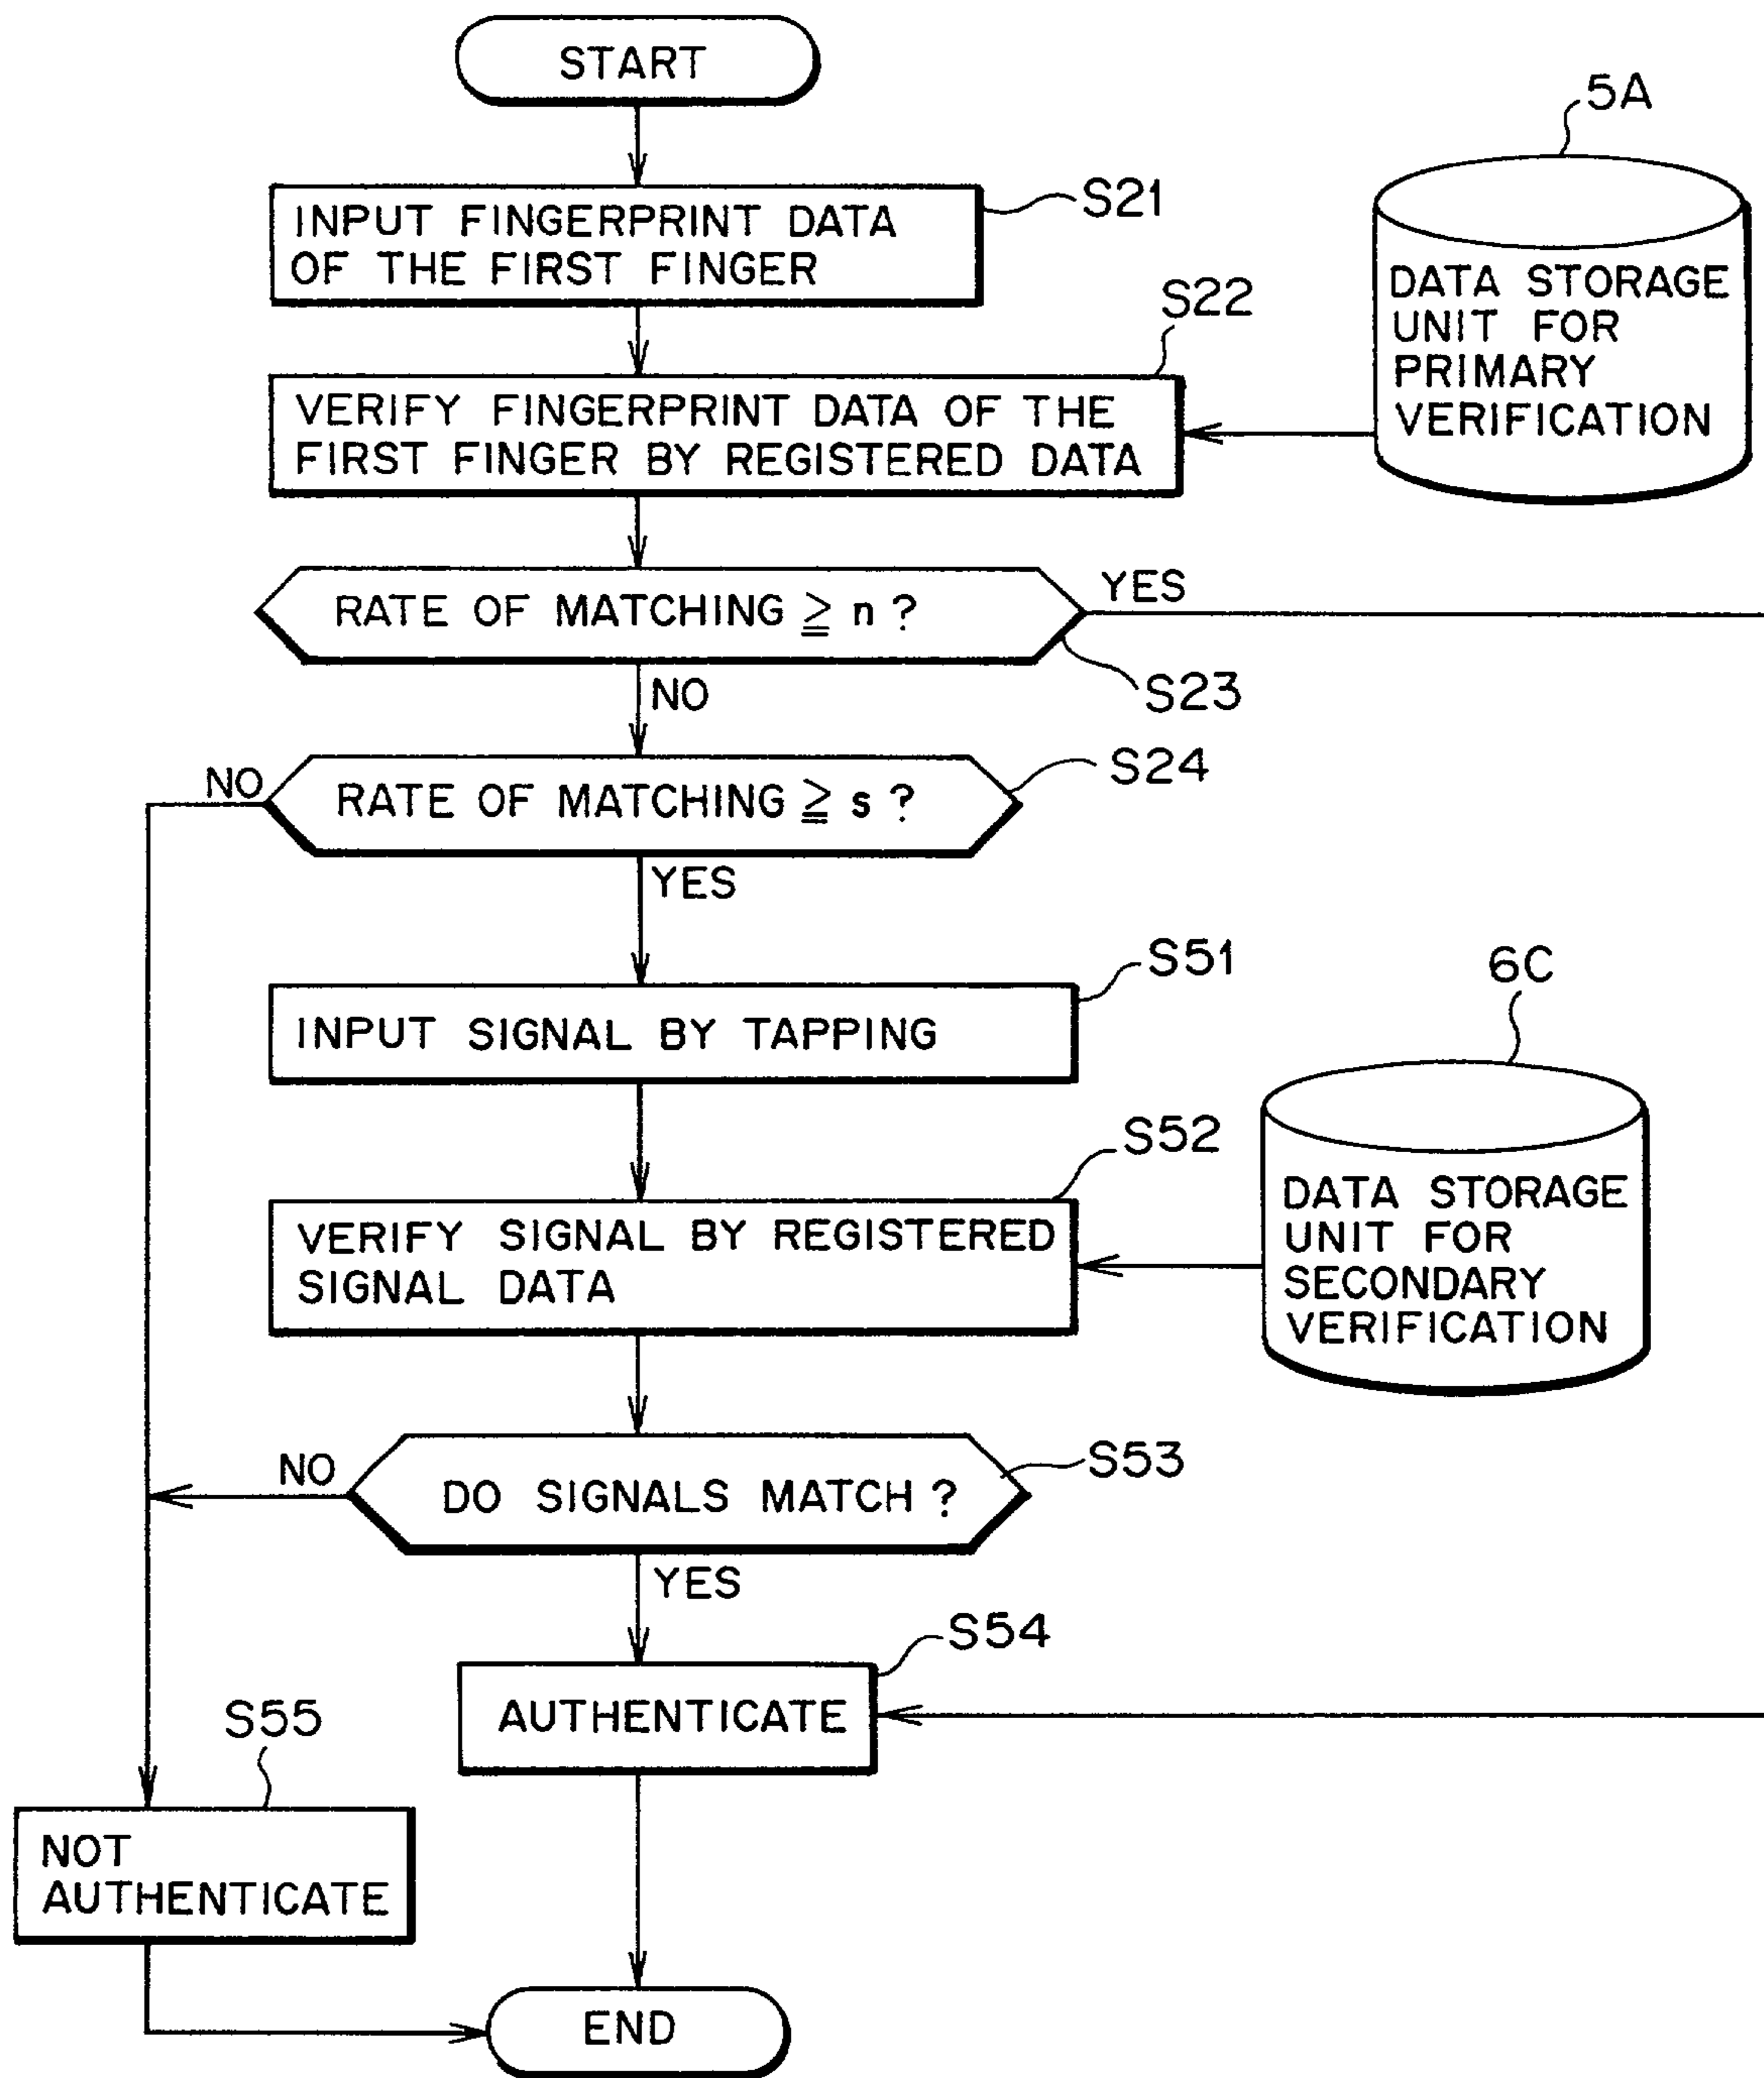 START
5A
INPUT FINGERPRINT DATA
OF THE FIRST FINGER
S21
DATA STORAGE
UNIT FOR
PRIMARY
VERIFICATION
S22
VERIFY FINGERPRINT DATA OF THE
FIRST FINGER BY REGISTERED DATA
RATE OF MATCHING ≧ n ?
YES
S23
NO
RATE OF MATCHING ≧ s ?
S24
NO
YES
S51
INPUT SIGNAL BY TAPPING
6C
S52
VERIFY SIGNAL BY REGISTERED
SIGNAL DATA
DATA STORAGE
UNIT FOR
SECONDARY
VERIFICATION
NO
DO SIGNALS MATCH ?
S53
YES
S54
AUTHENTICATE
S55
NOT
AUTHENTICATE
END